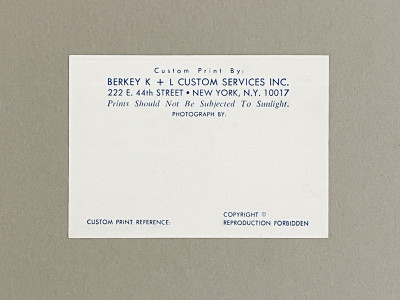 Custom Print By:
BERKEY K + L CUSTOM SERVICES INC.
222 E. 44th STREET • NEW YORK, N.Y. 10017
Prints Should Not Be Subjected To Sunlight.
PHOTOGRAPH BY:
CUSTOM PRINT REFERENCE:
COPYRIGHT ©
REPRODUCTION FORBIDDEN